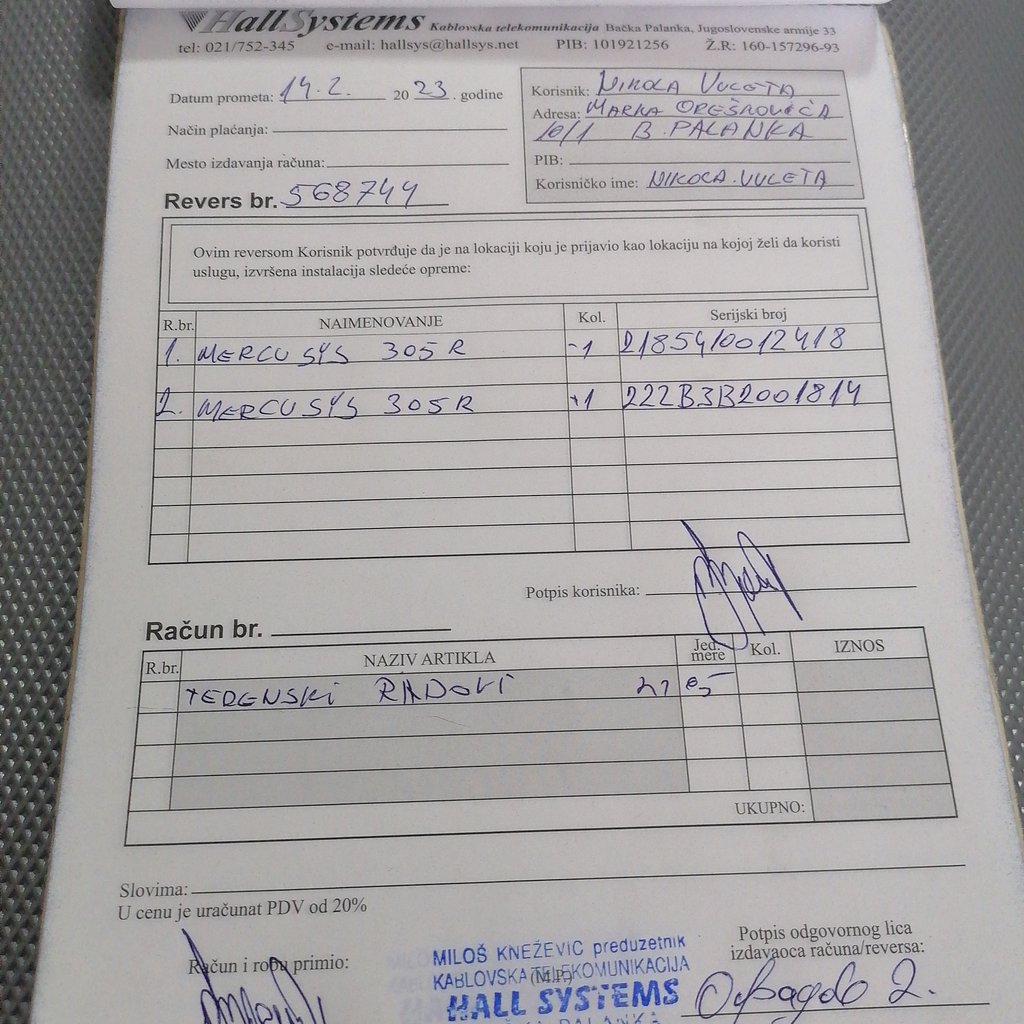 HallSystems Kablovska telekomunikacija Bačka Palanka, Jugoslovenske armije 33
tel: 021/752-345 e-mail: hallsys@hallsys.net PIB: 101921256 Ž.R: 160-157296-93
Datum prometa: 14.2. 2023. godine
Način plaćanja:
Mesto izdavanja računa:
Revers br. 568744
Korisnik: NIKOLA VULETA
Adresa: MARKA OREŠKOVIĆA
10/1 B. PALANKA
PIB:
Korisničko ime: NIKOLA.VULETA
Ovim reversom Korisnik potvrđuje da je na lokaciji koju je prijavio kao lokaciju na kojoj želi da koristi
uslugu, izvršena instalacija sledeće opreme:
R.br. NAIMENOVANJE Kol. Serijski broj
1. MERCUSYS 305R -1 2185410012418
2. MERCUSYS 305R +1 222B3B2001814
Potpis korisnika:
Račun br.
R.br. NAZIV ARTIKLA Jed. mere Kol. IZNOS
TERENSKI RADOVI
UKUPNO:
Slovima:
U cenu je uračunat PDV od 20%
Račun i robu primio:
MILOŠ KNEŽEVIC preduzetnik
KABLOVSKA TELEKOMUNIKACIJA
(M.P.)
HALL SYSTEMS
PALANKA
Potpis odgovornog lica
izdavaoca računa/reversa: